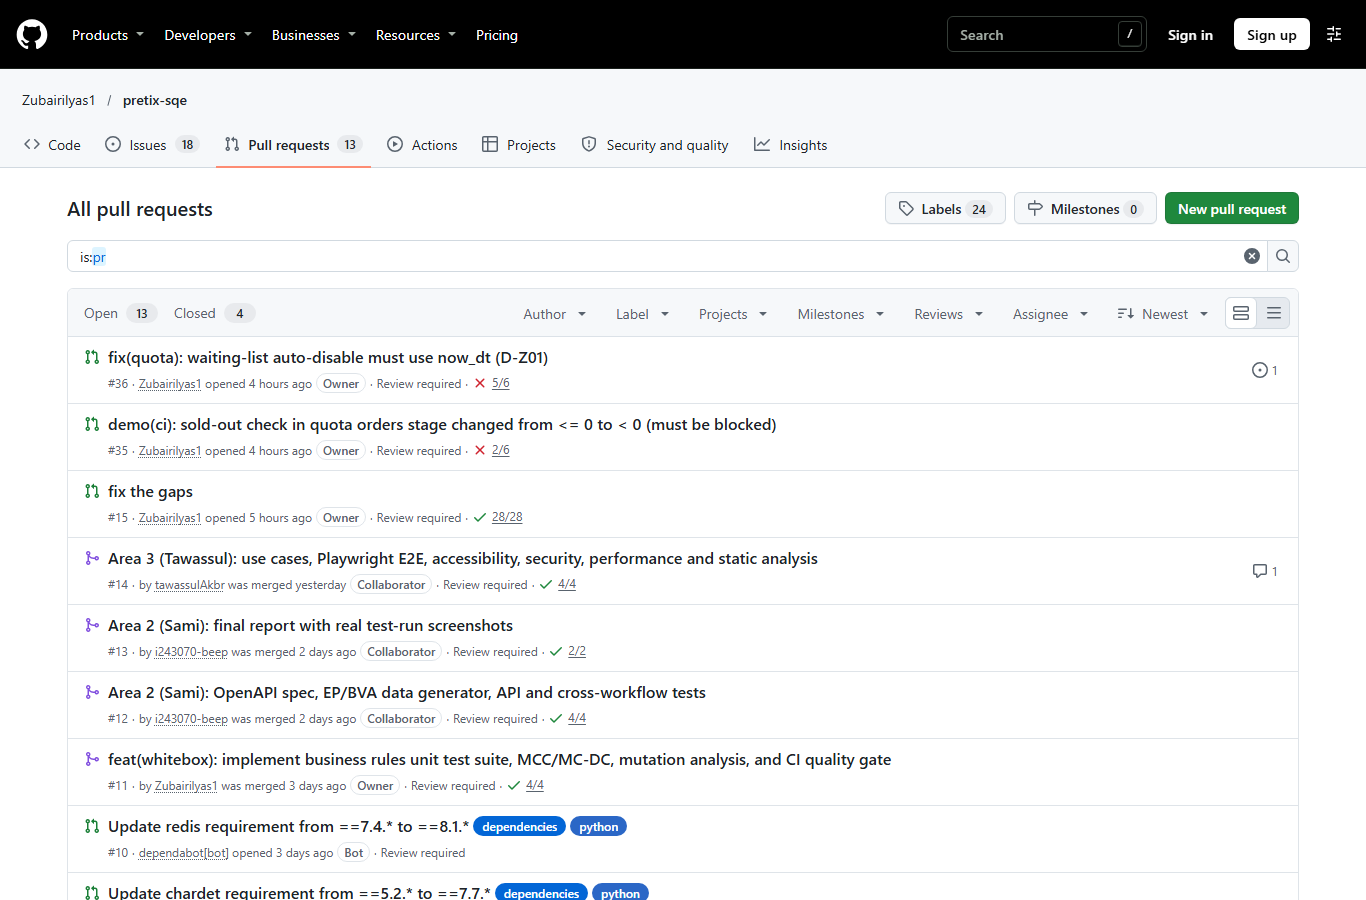 Products Developers Businesses Resources Pricing Search / Sign in Sign up
Zubairilyas1 / pretix-sqe
Code Issues 18 Pull requests 13 Actions Projects Security and quality Insights
All pull requests Labels 24 Milestones 0 New pull request
is:pr
Open 13 Closed 4 Author Label Projects Milestones Reviews Assignee Newest
fix(quota): waiting-list auto-disable must use now_dt (D-Z01)
#36 · Zubairilyas1 opened 4 hours ago Owner · Review required · 5/6 1
demo(ci): sold-out check in quota orders stage changed from <= 0 to < 0 (must be blocked)
#35 · Zubairilyas1 opened 4 hours ago Owner · Review required · 2/6
fix the gaps
#15 · Zubairilyas1 opened 5 hours ago Owner · Review required · 28/28
Area 3 (Tawassul): use cases, Playwright E2E, accessibility, security, performance and static analysis
#14 · by tawassulAkbr was merged yesterday Collaborator · Review required · 4/4 1
Area 2 (Sami): final report with real test-run screenshots
#13 · by i243070-beep was merged 2 days ago Collaborator · Review required · 2/2
Area 2 (Sami): OpenAPI spec, EP/BVA data generator, API and cross-workflow tests
#12 · by i243070-beep was merged 2 days ago Collaborator · Review required · 4/4
feat(whitebox): implement business rules unit test suite, MCC/MC-DC, mutation analysis, and CI quality gate
#11 · by Zubairilyas1 was merged 3 days ago Owner · Review required · 4/4
Update redis requirement from ==7.4.* to ==8.1.* dependencies python
#10 · dependabot[bot] opened 3 days ago Bot · Review required
Update chardet requirement from ==5.2.* to ==7.7.* dependencies python